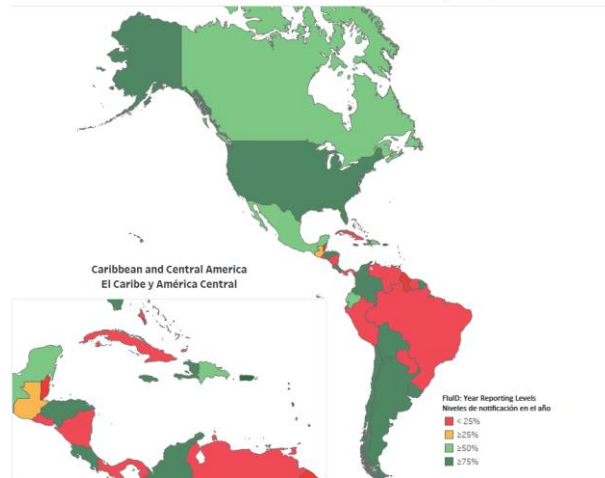 Caribbean and Central America
El Caribe y América Central
FluID: Year Reporting Levels
Niveles de notificación en el año
< 25%
≥25%
≥50%
≥75%